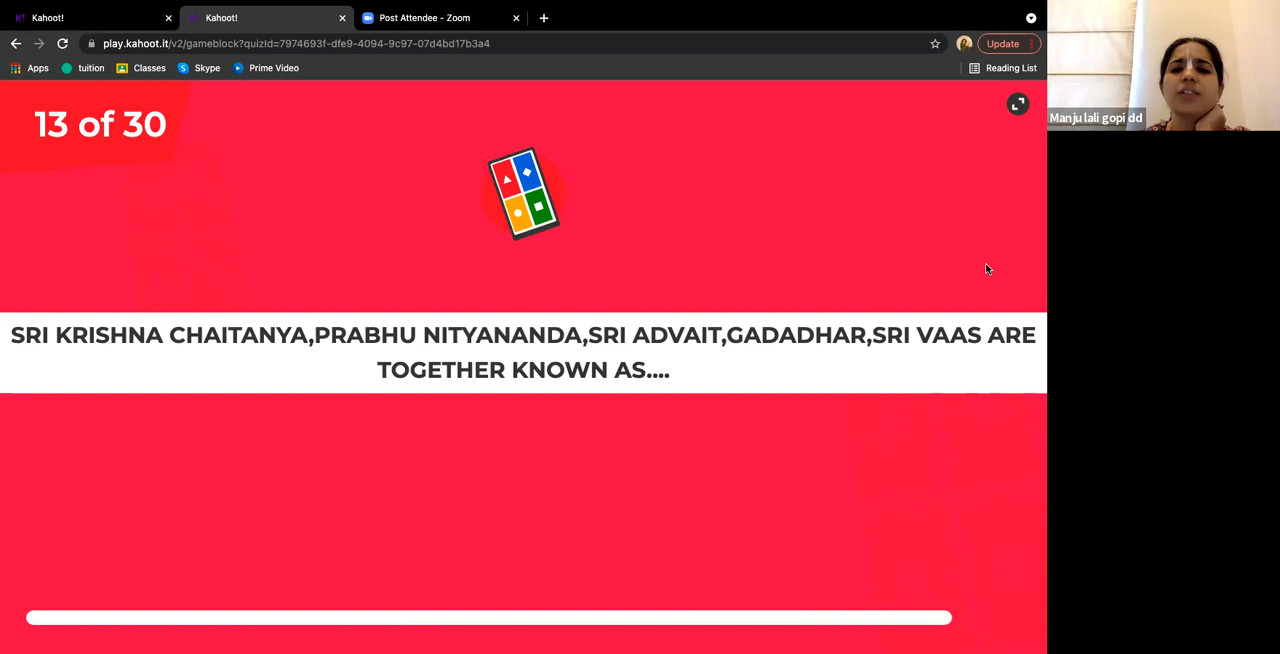 Kahoot!
Kahoot!
Post Attendee - Zoom
play.kahoot.it/v2/gameblock?quizId=7974693f-dfe9-4094-9c97-07d4bd17b3a4
Update
Apps tuition Classes Skype Prime Video Reading List
13 of 30
Manju lali gopi dd
SRI KRISHNA CHAITANYA,PRABHU NITYANANDA,SRI ADVAIT,GADADHAR,SRI VAAS ARE
TOGETHER KNOWN AS....